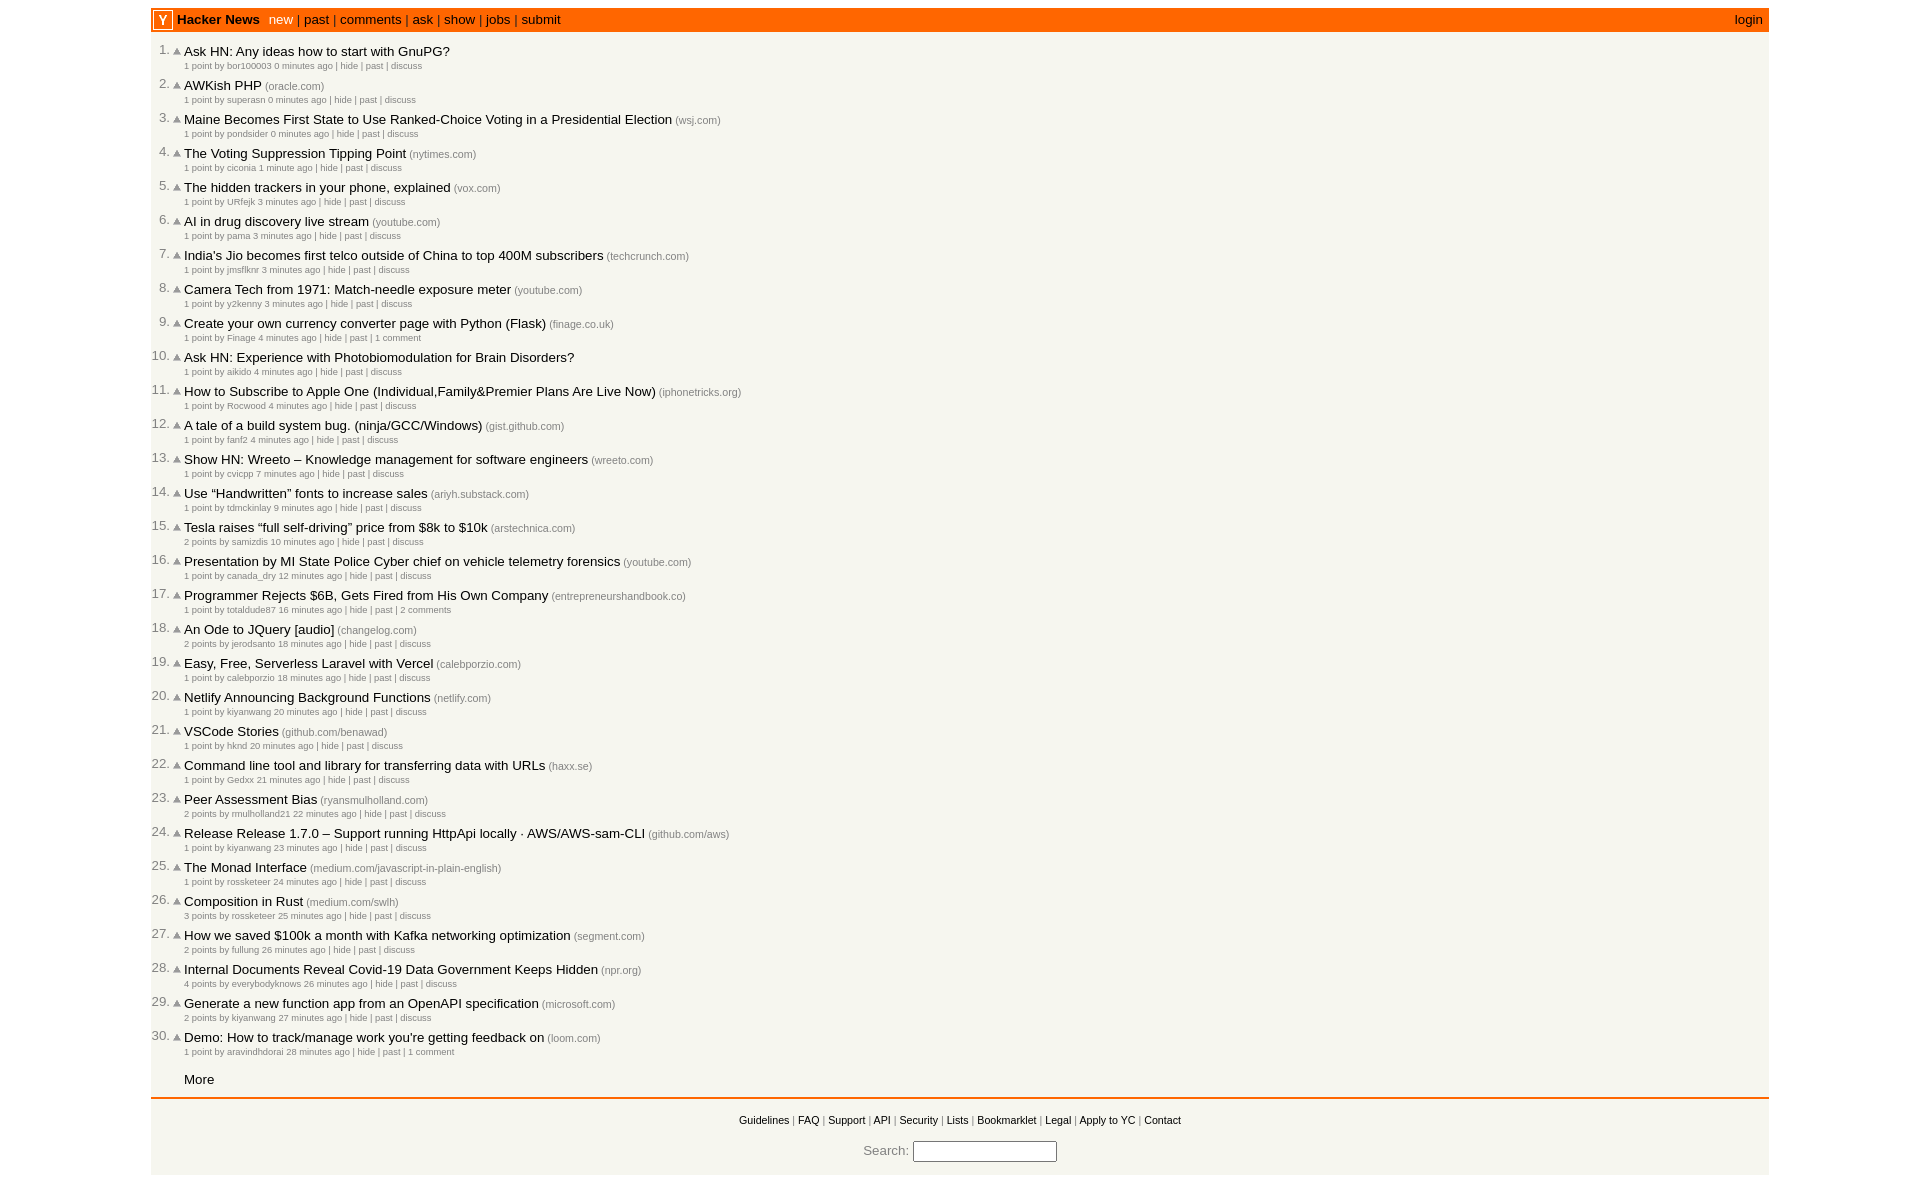 Y Hacker News new | past | comments | ask | show | jobs | submit login
1. Ask HN: Any ideas how to start with GnuPG?
1 point by bor100003 0 minutes ago | hide | past | discuss
2. AWKish PHP (oracle.com)
1 point by superasn 0 minutes ago | hide | past | discuss
3. Maine Becomes First State to Use Ranked-Choice Voting in a Presidential Election (wsj.com)
1 point by pondsider 0 minutes ago | hide | past | discuss
4. The Voting Suppression Tipping Point (nytimes.com)
1 point by ciconia 1 minute ago | hide | past | discuss
5. The hidden trackers in your phone, explained (vox.com)
1 point by URfejk 3 minutes ago | hide | past | discuss
6. AI in drug discovery live stream (youtube.com)
1 point by pama 3 minutes ago | hide | past | discuss
7. India's Jio becomes first telco outside of China to top 400M subscribers (techcrunch.com)
1 point by jmsflknr 3 minutes ago | hide | past | discuss
8. Camera Tech from 1971: Match-needle exposure meter (youtube.com)
1 point by y2kenny 3 minutes ago | hide | past | discuss
9. Create your own currency converter page with Python (Flask) (finage.co.uk)
1 point by Finage 4 minutes ago | hide | past | 1 comment
10. Ask HN: Experience with Photobiomodulation for Brain Disorders?
1 point by aikido 4 minutes ago | hide | past | discuss
11. How to Subscribe to Apple One (Individual,Family&Premier Plans Are Live Now) (iphonetricks.org)
1 point by Rocwood 4 minutes ago | hide | past | discuss
12. A tale of a build system bug. (ninja/GCC/Windows) (gist.github.com)
1 point by fanf2 4 minutes ago | hide | past | discuss
13. Show HN: Wreeto – Knowledge management for software engineers (wreeto.com)
1 point by cvicpp 7 minutes ago | hide | past | discuss
14. Use “Handwritten” fonts to increase sales (ariyh.substack.com)
1 point by tdmckinlay 9 minutes ago | hide | past | discuss
15. Tesla raises “full self-driving” price from $8k to $10k (arstechnica.com)
2 points by samizdis 10 minutes ago | hide | past | discuss
16. Presentation by MI State Police Cyber chief on vehicle telemetry forensics (youtube.com)
1 point by canada_dry 12 minutes ago | hide | past | discuss
17. Programmer Rejects $6B, Gets Fired from His Own Company (entrepreneurshandbook.co)
1 point by totaldude87 16 minutes ago | hide | past | 2 comments
18. An Ode to JQuery [audio] (changelog.com)
2 points by jerodsanto 18 minutes ago | hide | past | discuss
19. Easy, Free, Serverless Laravel with Vercel (calebporzio.com)
1 point by calebporzio 18 minutes ago | hide | past | discuss
20. Netlify Announcing Background Functions (netlify.com)
1 point by kiyanwang 20 minutes ago | hide | past | discuss
21. VSCode Stories (github.com/benawad)
1 point by hknd 20 minutes ago | hide | past | discuss
22. Command line tool and library for transferring data with URLs (haxx.se)
1 point by Gedxx 21 minutes ago | hide | past | discuss
23. Peer Assessment Bias (ryansmulholland.com)
2 points by rmulholland21 22 minutes ago | hide | past | discuss
24. Release Release 1.7.0 – Support running HttpApi locally · AWS/AWS-sam-CLI (github.com/aws)
1 point by kiyanwang 23 minutes ago | hide | past | discuss
25. The Monad Interface (medium.com/javascript-in-plain-english)
1 point by rossketeer 24 minutes ago | hide | past | discuss
26. Composition in Rust (medium.com/swlh)
3 points by rossketeer 25 minutes ago | hide | past | discuss
27. How we saved $100k a month with Kafka networking optimization (segment.com)
2 points by fullung 26 minutes ago | hide | past | discuss
28. Internal Documents Reveal Covid-19 Data Government Keeps Hidden (npr.org)
4 points by everybodyknows 26 minutes ago | hide | past | discuss
29. Generate a new function app from an OpenAPI specification (microsoft.com)
2 points by kiyanwang 27 minutes ago | hide | past | discuss
30. Demo: How to track/manage work you're getting feedback on (loom.com)
1 point by aravindhdorai 28 minutes ago | hide | past | 1 comment
More
Guidelines | FAQ | Support | API | Security | Lists | Bookmarklet | Legal | Apply to YC | Contact
Search: